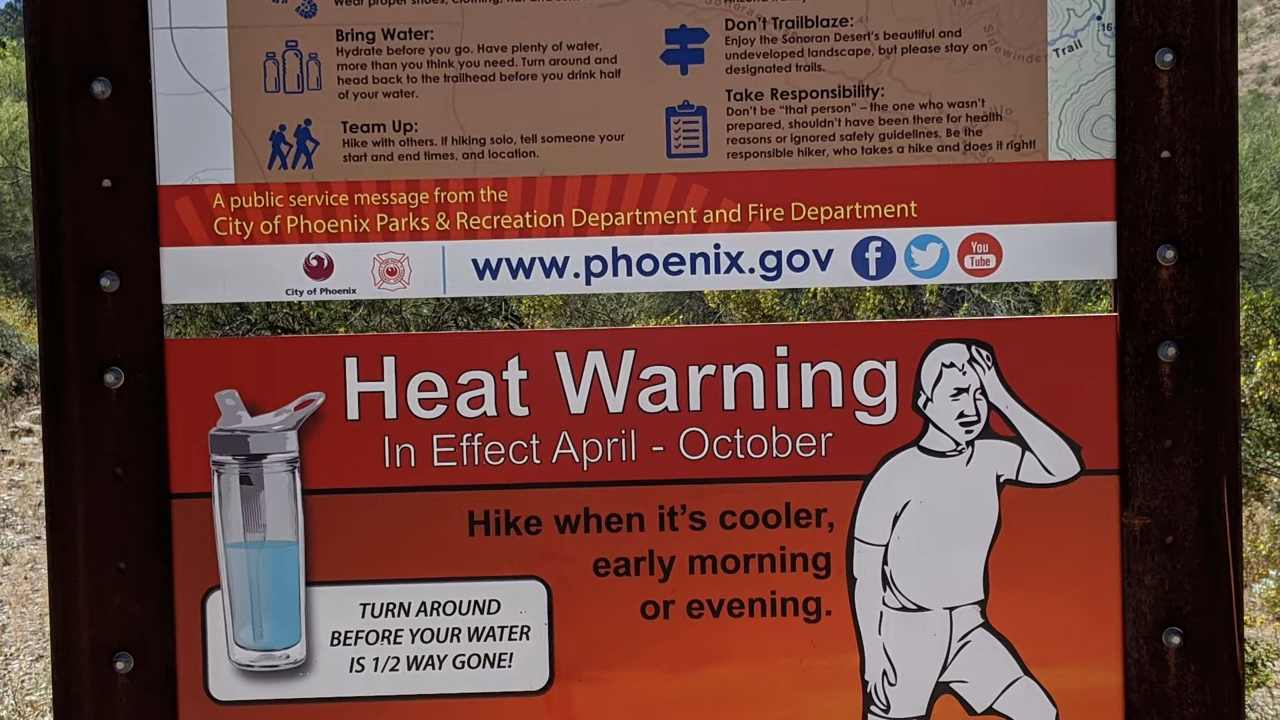 Wear proper shoes, clothing, hat and
Bring Water:
Hydrate before you go. Have plenty of water,
more than you think you need. Turn around and
head back to the trailhead before you drink half
of your water.
Team Up:
Hike with others. If hiking solo, tell someone your
start and end times, and location.
Don't Trailblaze:
Enjoy the Sonoran Desert's beautiful and
undeveloped landscape, but please stay on
designated trails.
Take Responsibility:
Don't be "that person" – the one who wasn't
prepared, shouldn't have been there for health
reasons or ignored safety guidelines. Be the
responsible hiker, who takes a hike and does it right!
Sidewinder
Trail
16
A public service message from the
City of Phoenix Parks & Recreation Department and Fire Department
City of Phoenix
www.phoenix.gov
f
You
Tube
Heat Warning
In Effect April - October
Hike when it's cooler,
early morning
or evening.
TURN AROUND
BEFORE YOUR WATER
IS 1/2 WAY GONE!